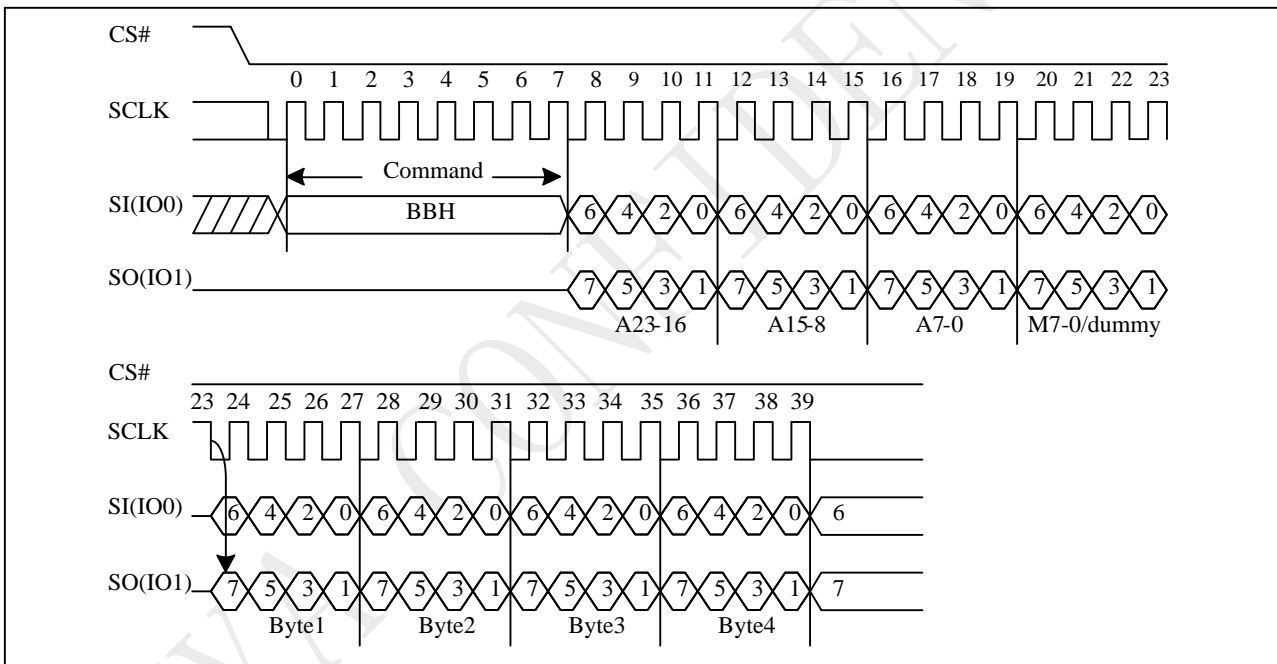 CS#
0 1 2 3 4 5 6 7 8 9 10 11 12 13 14 15 16 17 18 19 20 21 22 23
SCLK
Command
SI(IO0) BBH 6 4 2 0 6 4 2 0 6 4 2 0 6 4 2 0
SO(IO1) 7 5 3 1 7 5 3 1 7 5 3 1 7 5 3 1
A23-16 A15-8 A7-0 M7-0/dummy
CS#
23 24 25 26 27 28 29 30 31 32 33 34 35 36 37 38 39
SCLK
SI(IO0) 6 4 2 0 6 4 2 0 6 4 2 0 6 4 2 0 6
SO(IO1) 7 5 3 1 7 5 3 1 7 5 3 1 7 5 3 1 7
Byte1 Byte2 Byte3 Byte4